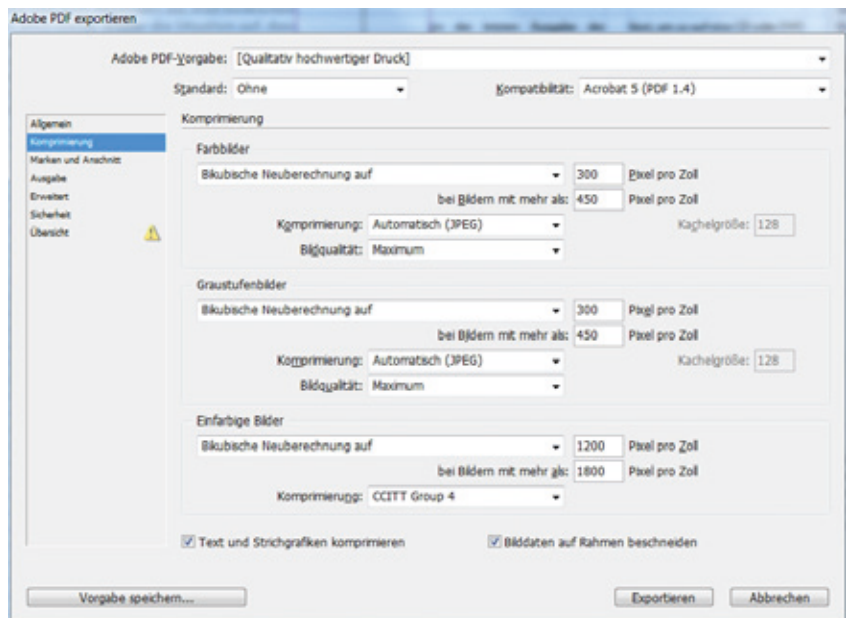 Adobe PDF exportieren
Adobe PDF-Vorgabe: [Qualitativ hochwertiger Druck]
Standard: Ohne Kompatibilität: Acrobat 5 (PDF 1.4)
Allgemein
Komprimierung
Marken und Anschnitt
Ausgabe
Erweitert
Sicherheit
Übersicht
Komprimierung
Farbbilder
Bikubische Neuberechnung auf 300 Pixel pro Zoll
bei Bildern mit mehr als: 450 Pixel pro Zoll
Komprimierung: Automatisch (JPEG) Kachelgröße: 128
Bildqualität: Maximum
Graustufenbilder
Bikubische Neuberechnung auf 300 Pixel pro Zoll
bei Bildern mit mehr als: 450 Pixel pro Zoll
Komprimierung: Automatisch (JPEG) Kachelgröße: 128
Bildqualität: Maximum
Einfarbige Bilder
Bikubische Neuberechnung auf 1200 Pixel pro Zoll
bei Bildern mit mehr als: 1800 Pixel pro Zoll
Komprimierung: CCITT Group 4
Text und Strichgrafiken komprimieren Bilddaten auf Rahmen beschneiden
Vorgabe speichern... Exportieren Abbrechen